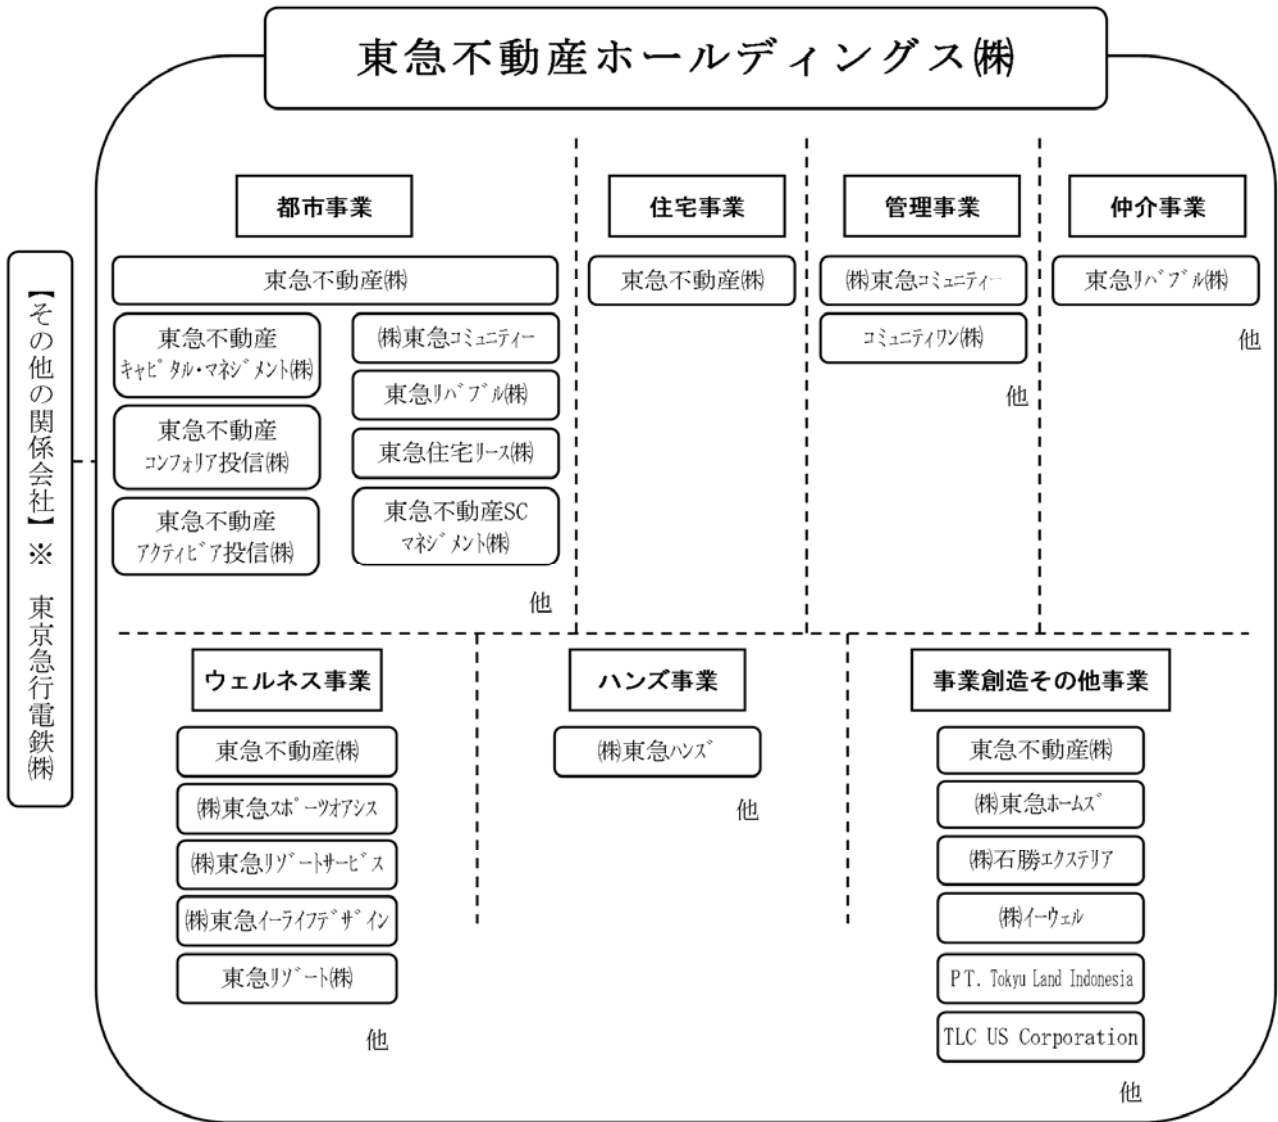 東急不動産ホールディングス㈱
【その他の関係会社】※ 東京急行電鉄㈱
都市事業
東急不動産㈱
東急不動産
キャピタル・マネジメント㈱
東急不動産
コンフォリア投信㈱
東急不動産
アクティビア投信㈱
㈱東急コミュニティー
東急リバブル㈱
東急住宅リース㈱
東急不動産SC
マネジメント㈱
他
住宅事業
東急不動産㈱
管理事業
㈱東急コミュニティー
コミュニティワン㈱
他
仲介事業
東急リバブル㈱
他
ウェルネス事業
東急不動産㈱
㈱東急スポーツオアシス
㈱東急リゾートサービス
㈱東急イーライフデザイン
東急リゾート㈱
他
ハンズ事業
㈱東急ハンズ
他
事業創造その他事業
東急不動産㈱
㈱東急ホームズ
㈱石勝エクステリア
㈱イーウェル
PT. Tokyu Land Indonesia
TLC US Corporation
他